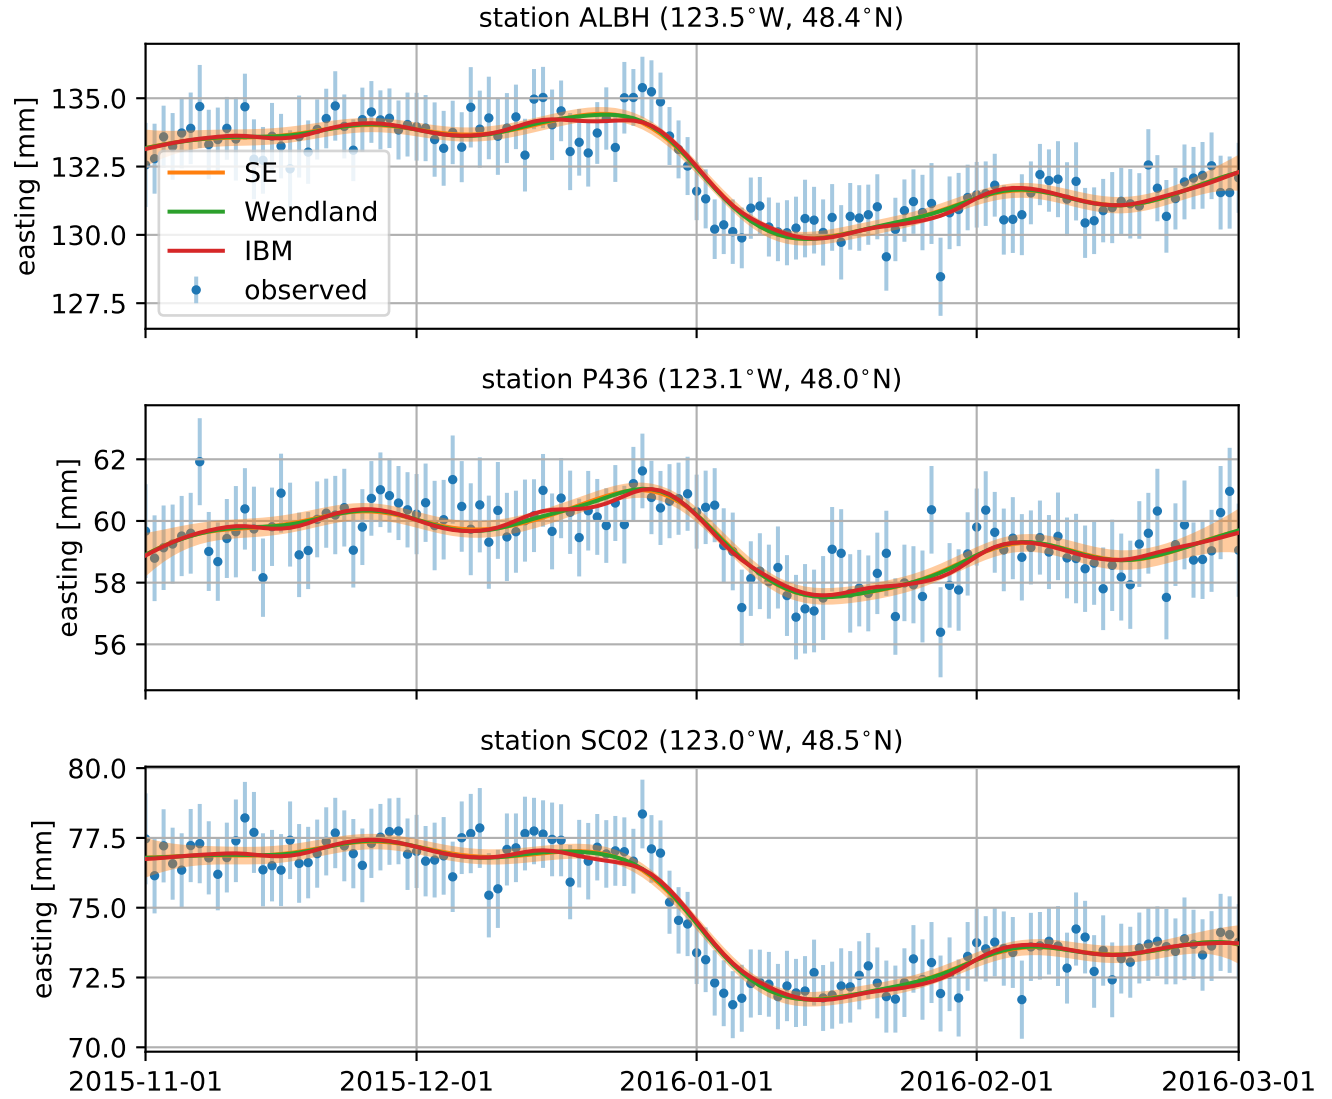 station ALBH (123.5°W, 48.4°N)
easting [mm]
135.0
132.5
130.0
127.5
SE
Wendland
IBM
observed
station P436 (123.1°W, 48.0°N)
easting [mm]
62
60
58
56
station SC02 (123.0°W, 48.5°N)
easting [mm]
80.0
77.5
75.0
72.5
70.0
2015-11-01 2015-12-01 2016-01-01 2016-02-01 2016-03-01